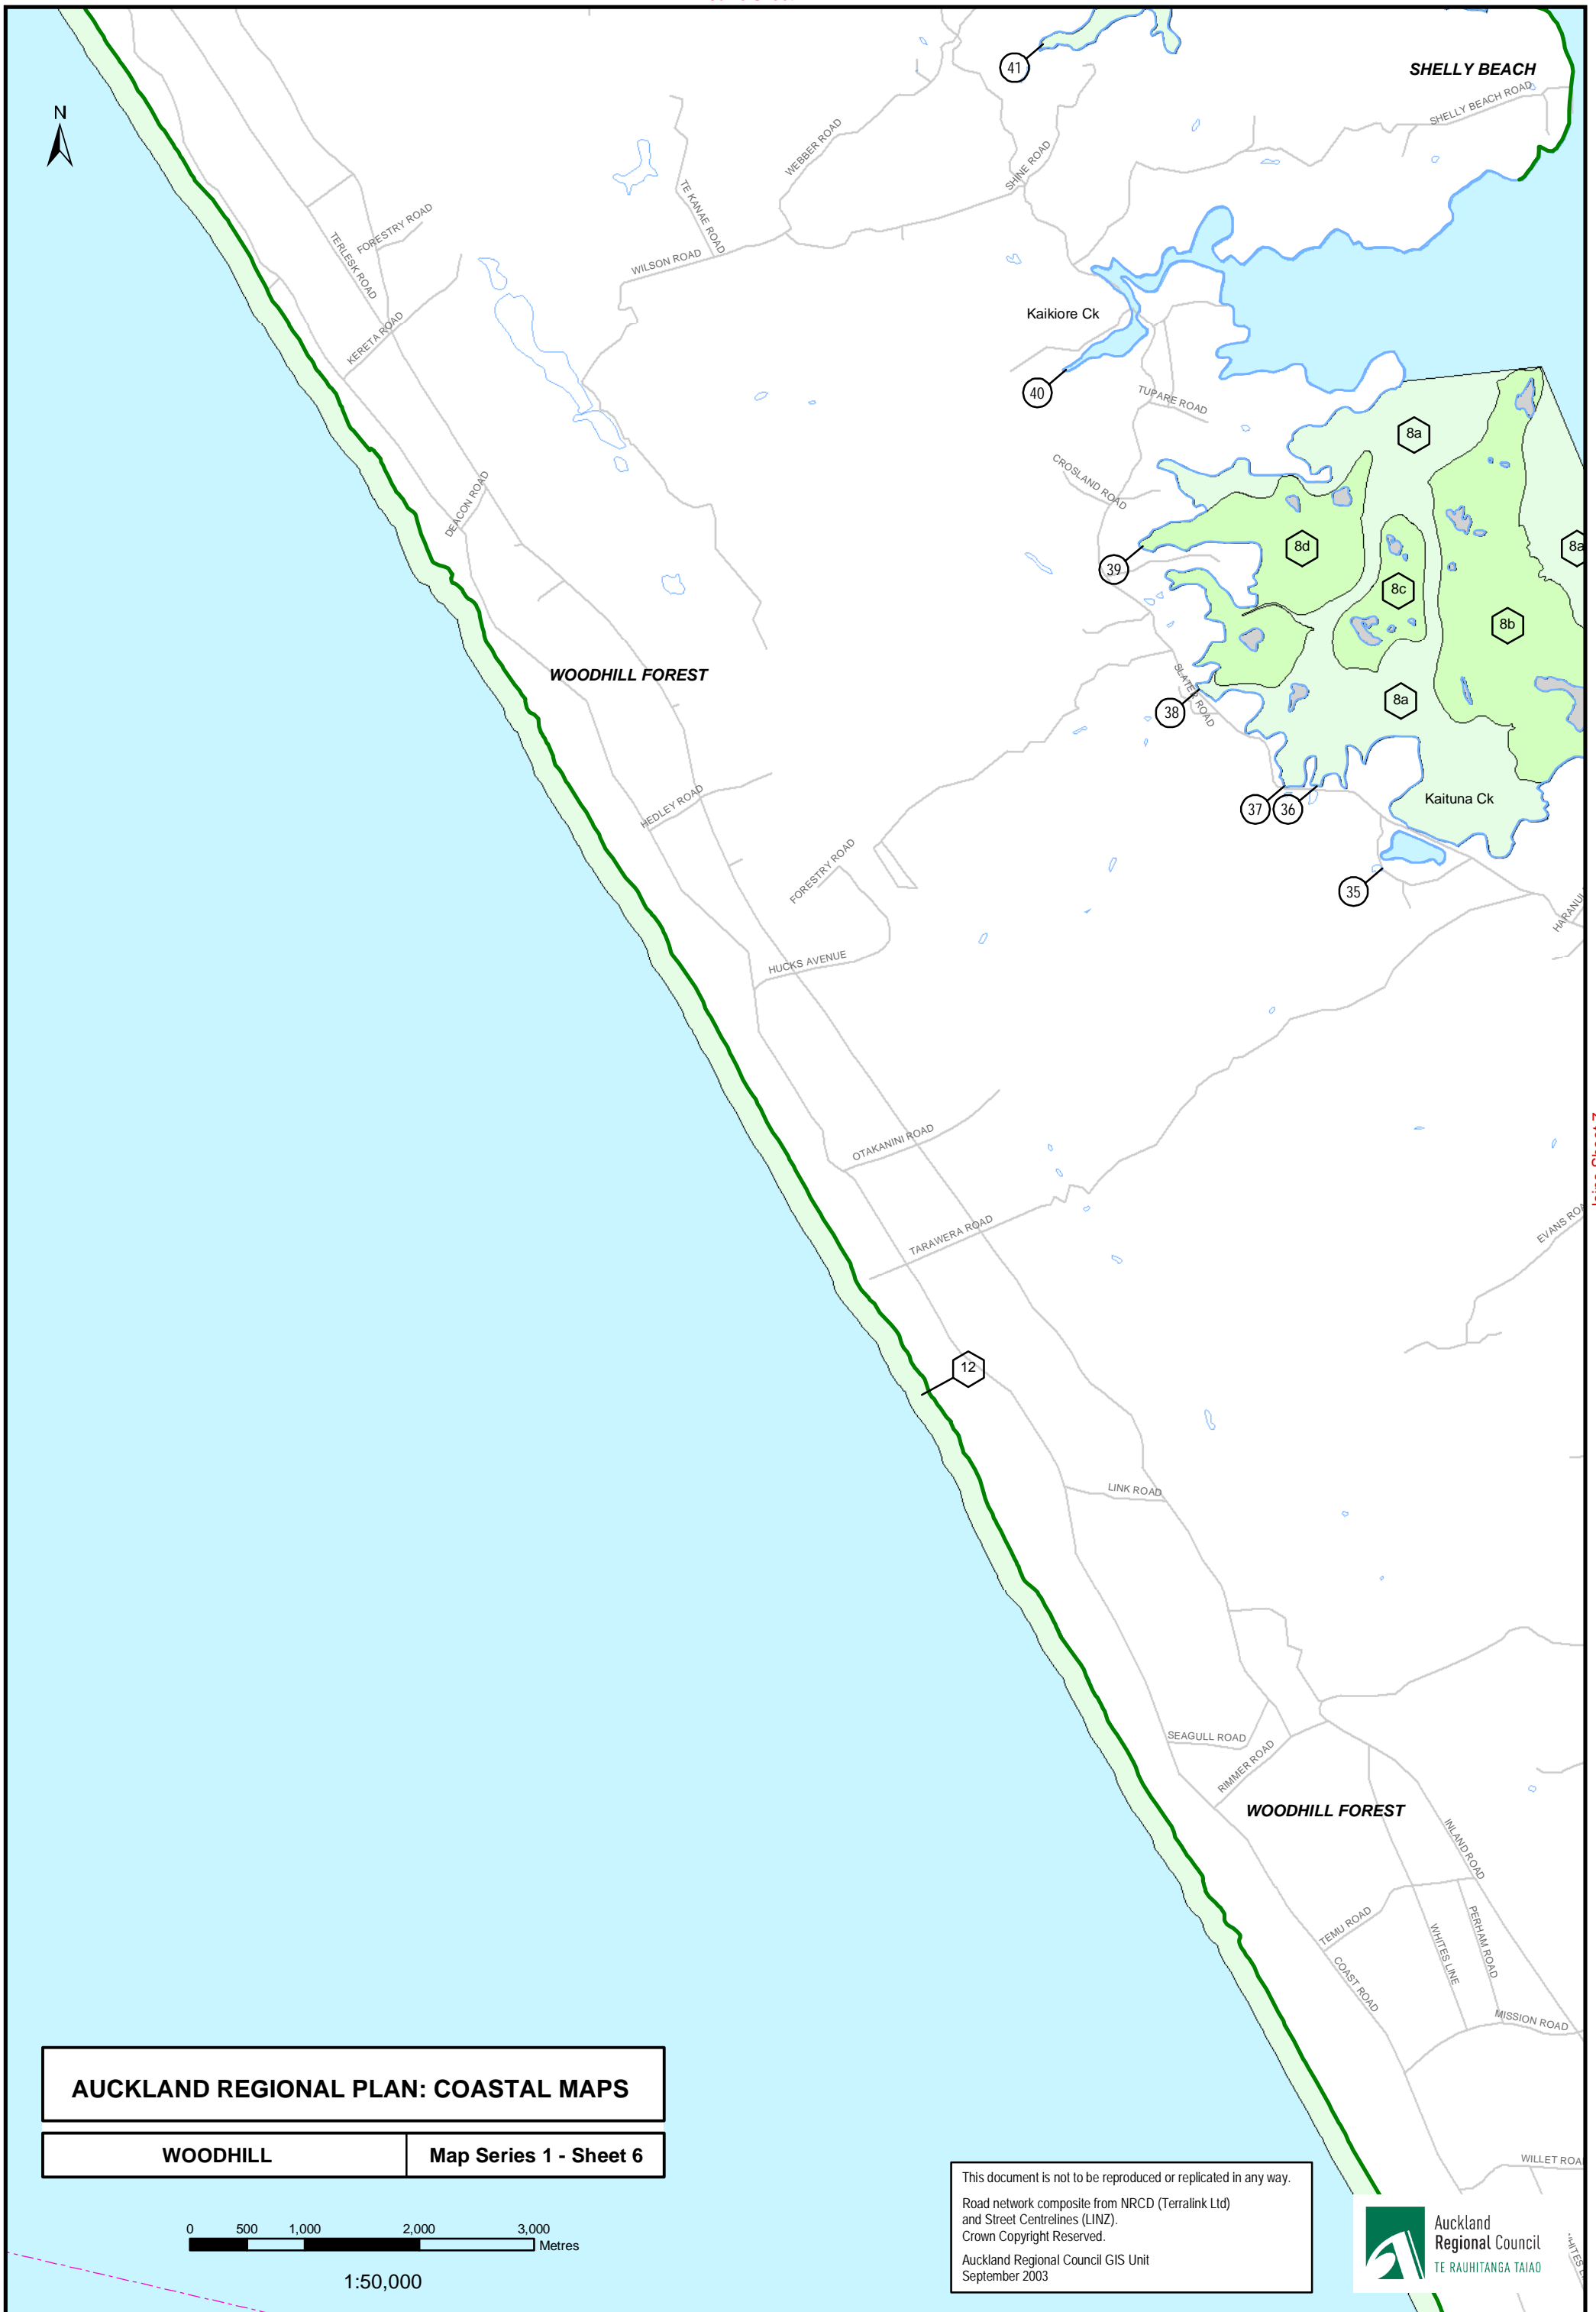 41
SHELLY BEACH
SHELLY BEACH ROAD
N
WEBBER ROAD
SHINE ROAD
TE KANAE ROAD
FORESTRY ROAD
TERLESK ROAD
WILSON ROAD
KERETA ROAD
Kaikiore Ck
40
TUPARE ROAD
8a
CROSLAND ROAD
DEACON ROAD
8d
8a
39
8c
8b
WOODHILL FOREST
SLATER ROAD
8a
38
HEDLEY ROAD
37
36
Kaituna Ck
FORESTRY ROAD
35
HUCKS AVENUE
OTAKANINI ROAD
TARAWERA ROAD
12
LINK ROAD
SEAGULL ROAD
RIMMER ROAD
WOODHILL FOREST
INLAND ROAD
TEMU ROAD
WHITES LINE
PERHAM ROAD
COAST ROAD
MISSION ROAD
AUCKLAND REGIONAL PLAN: COASTAL MAPS
WOODHILL
Map Series 1 - Sheet 6
0 500 1,000 2,000 3,000
Metres
1:50,000
This document is not to be reproduced or replicated in any way.
Road network composite from NRCD (Terralink Ltd)
and Street Centrelines (LINZ).
Crown Copyright Reserved.
Auckland Regional Council GIS Unit
September 2003
Auckland
Regional Council
TE RAUHITANGA TAIAO